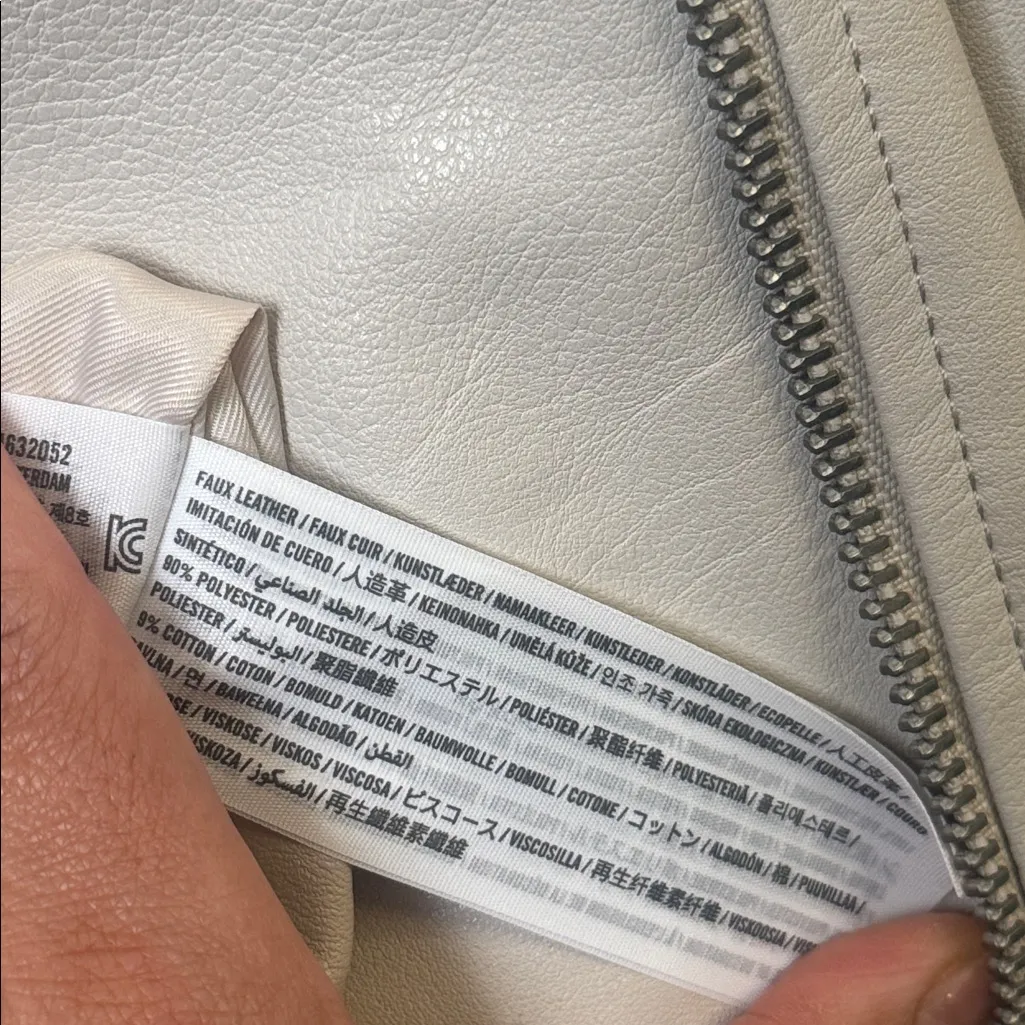 632052
ERDAM
FAUX LEATHER / FAUX CUIR / KUNSTLÆDER / NAMAAKLEER / KUNSTLEDER / KONSTLÄDER / ECOPELLE / 人工皮革 /
IMITACIÓN DE CUERO / 人造革 / KEINONAHKA / UMĚLÁ KŮŽE / 인조 가죽 / SKÓRA EKOLOGICZNA / KUNSTLÆR / COURO
SINTÉTICO / الجلد الصناعي / 人造皮
90% POLYESTER / POLIESTERE / ポリエステル / POLIÉSTER / 聚酯纤维 / POLYESTERIÄ / 폴리에스테르 /
POLIESTER / البوليستر / 聚脂纖維
9% COTTON / COTON / BOMULD / KATOEN / BAUMWOLLE / BOMULL / COTONE / コットン / ALGODÓN / 棉 / PUUVILLAA /
AVLNA / 면 / BAWEŁNA / ALGODÃO / القطن
OSE / VISKOSE / VISKOS / VISCOSA / ビスコース / VISCOSILLA / 再生纤维素纤维 / VISKOOSIA /
VISKOZA / الفسكوز / 再生纖維素纖維